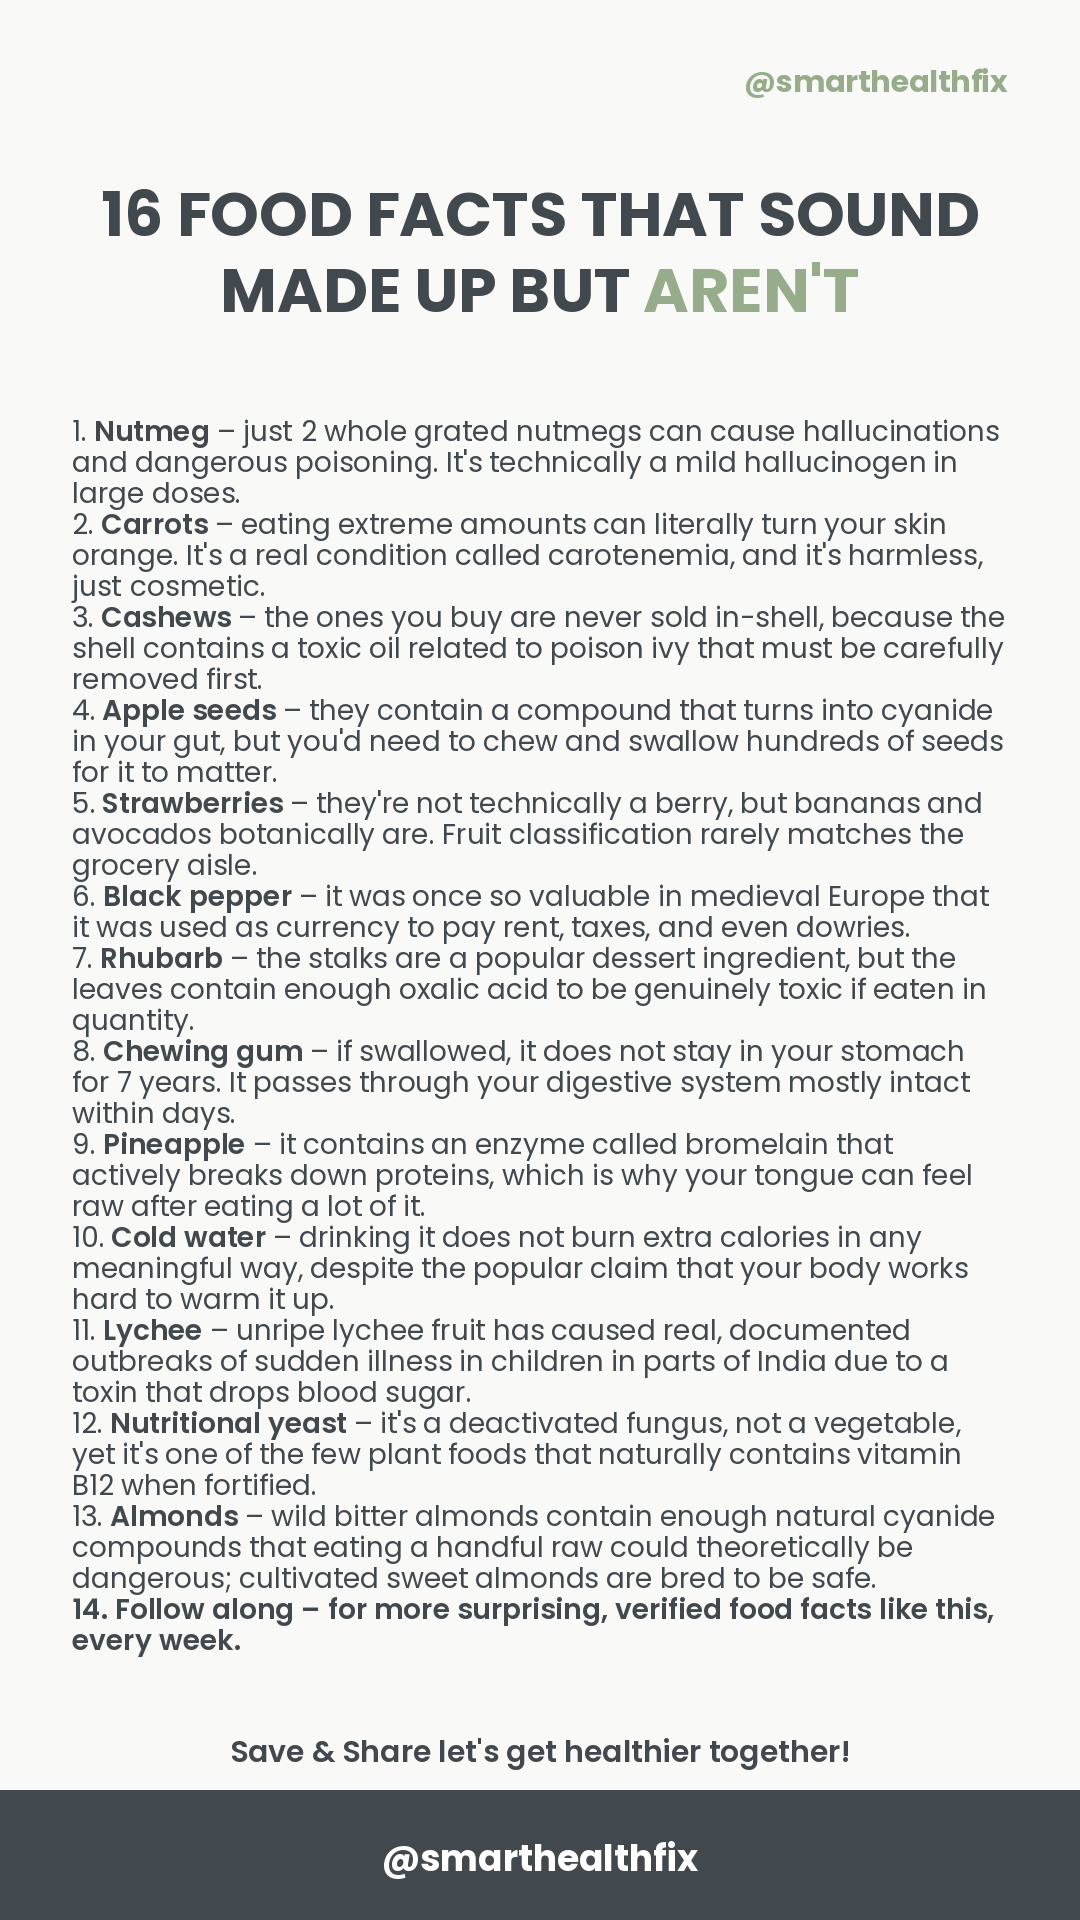 @smarthealthfix
16 FOOD FACTS THAT SOUND
MADE UP BUT AREN'T
1. Nutmeg – just 2 whole grated nutmegs can cause hallucinations
and dangerous poisoning. It's technically a mild hallucinogen in
large doses.
2. Carrots – eating extreme amounts can literally turn your skin
orange. It's a real condition called carotenemia, and it's harmless,
just cosmetic.
3. Cashews – the ones you buy are never sold in-shell, because the
shell contains a toxic oil related to poison ivy that must be carefully
removed first.
4. Apple seeds – they contain a compound that turns into cyanide
in your gut, but you'd need to chew and swallow hundreds of seeds
for it to matter.
5. Strawberries – they're not technically a berry, but bananas and
avocados botanically are. Fruit classification rarely matches the
grocery aisle.
6. Black pepper – it was once so valuable in medieval Europe that
it was used as currency to pay rent, taxes, and even dowries.
7. Rhubarb – the stalks are a popular dessert ingredient, but the
leaves contain enough oxalic acid to be genuinely toxic if eaten in
quantity.
8. Chewing gum – if swallowed, it does not stay in your stomach
for 7 years. It passes through your digestive system mostly intact
within days.
9. Pineapple – it contains an enzyme called bromelain that
actively breaks down proteins, which is why your tongue can feel
raw after eating a lot of it.
10. Cold water – drinking it does not burn extra calories in any
meaningful way, despite the popular claim that your body works
hard to warm it up.
11. Lychee – unripe lychee fruit has caused real, documented
outbreaks of sudden illness in children in parts of India due to a
toxin that drops blood sugar.
12. Nutritional yeast – it's a deactivated fungus, not a vegetable,
yet it's one of the few plant foods that naturally contains vitamin
B12 when fortified.
13. Almonds – wild bitter almonds contain enough natural cyanide
compounds that eating a handful raw could theoretically be
dangerous; cultivated sweet almonds are bred to be safe.
14. Follow along – for more surprising, verified food facts like this,
every week.
Save & Share let's get healthier together!
@smarthealthfix